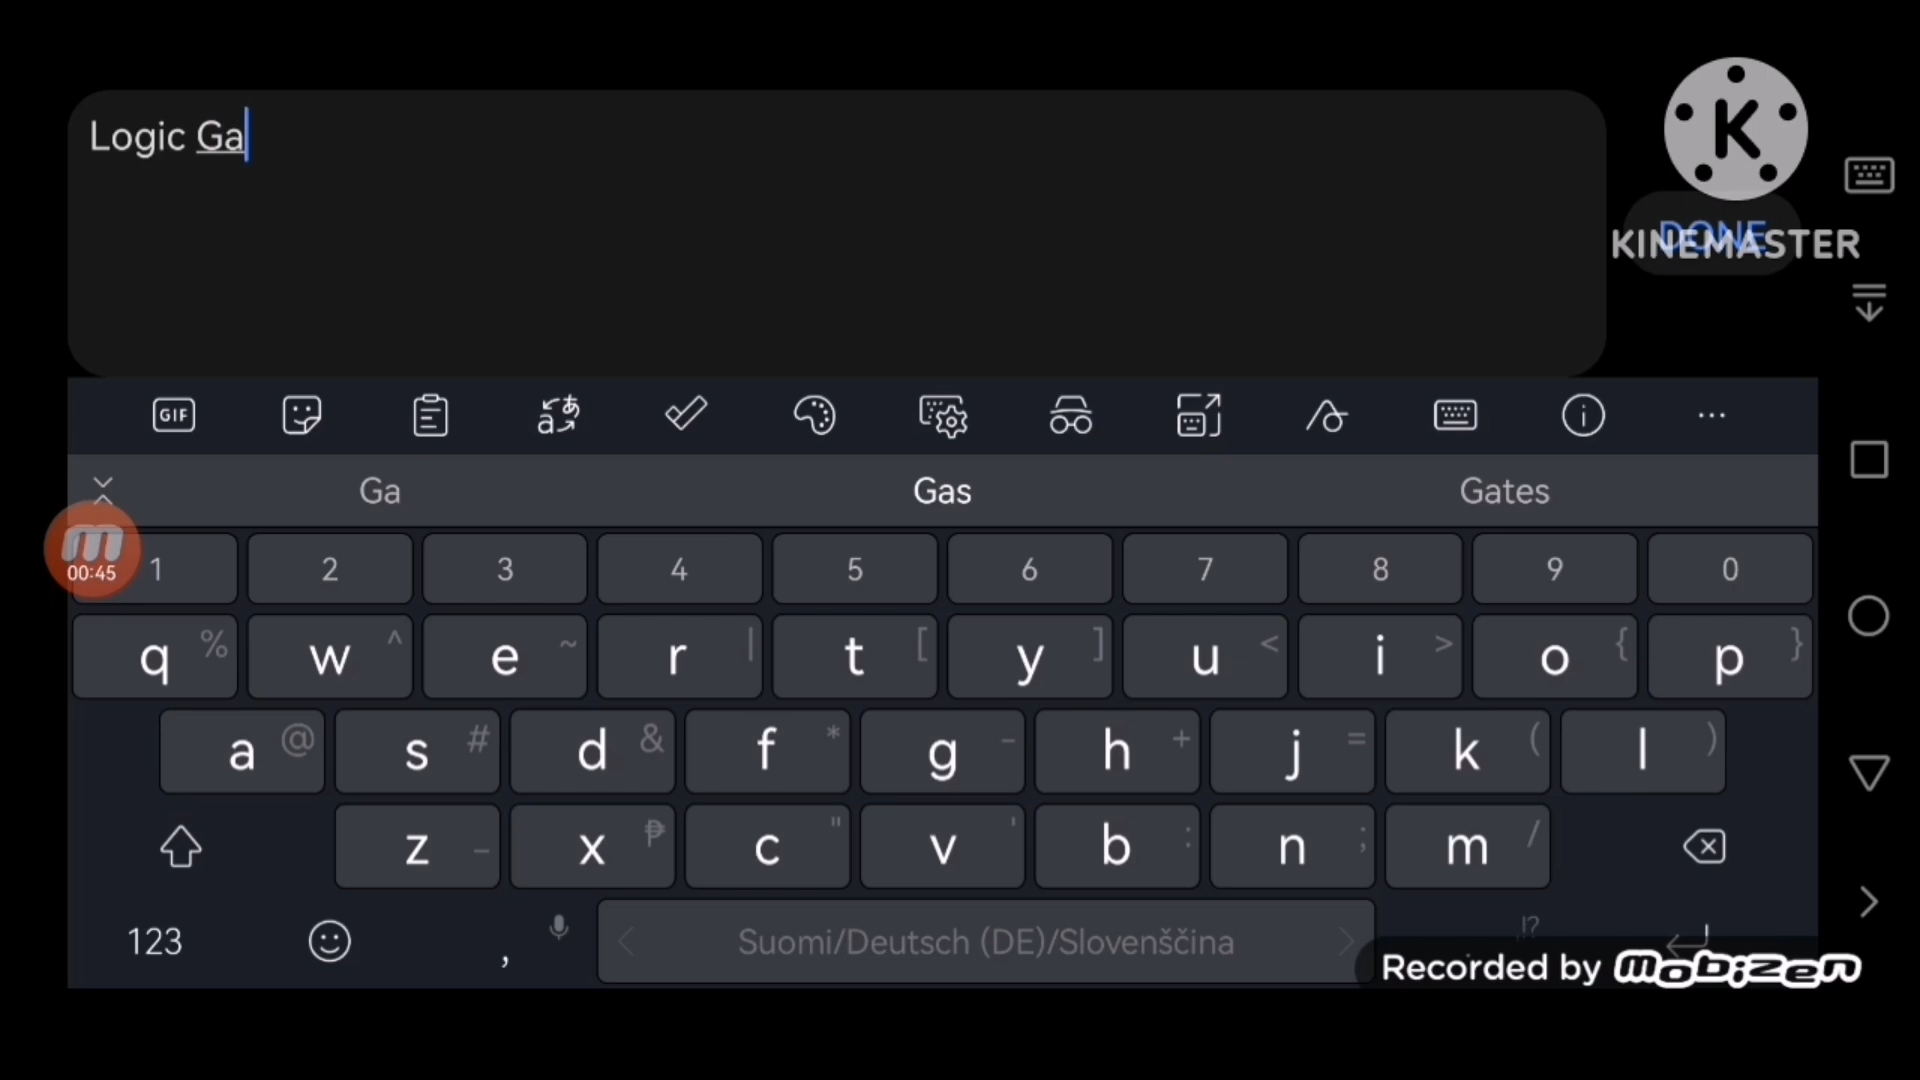 Logic Ga
K
DONE
KINEMASTER
GIF
a あ
Ga Gas Gates
m
00:45
1 2 3 4 5 6 7 8 9 0
q % w ^ e ~ r | t [ y ] u < i > o { p }
a @ s # d & f * g - h + j = k ( l )
z _ x ₱ c " v ' b : n ; m /
123 , Suomi/Deutsch (DE)/Slovenščina ,!?
Recorded by mobizen